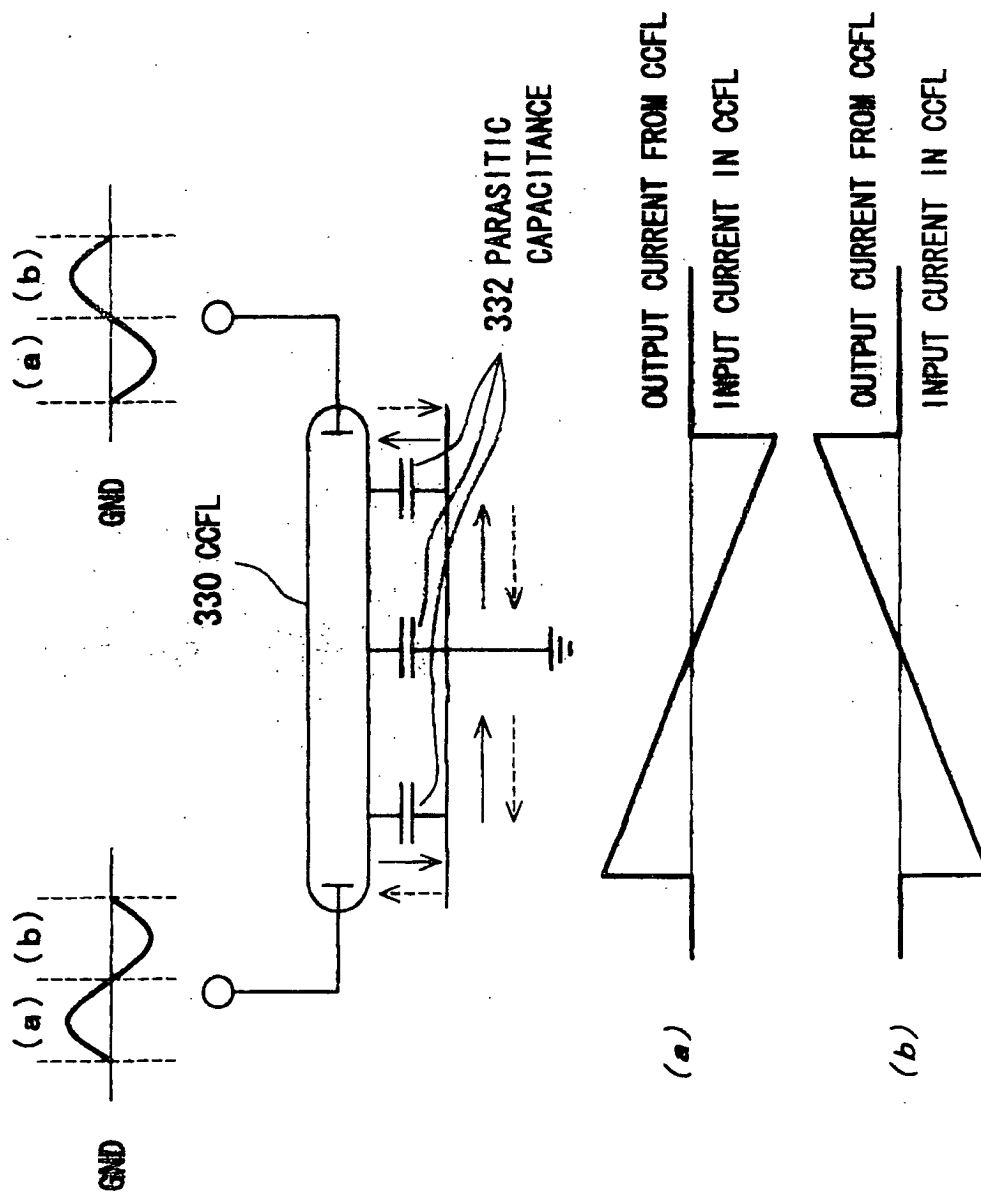 (a) (b)
GND
(a) (b)
GND
330 CCFL
332 PARASITIC
CAPACITANCE
(a)
OUTPUT CURRENT FROM CCFL
INPUT CURRENT IN CCFL
(b)
OUTPUT CURRENT FROM CCFL
INPUT CURRENT IN CCFL